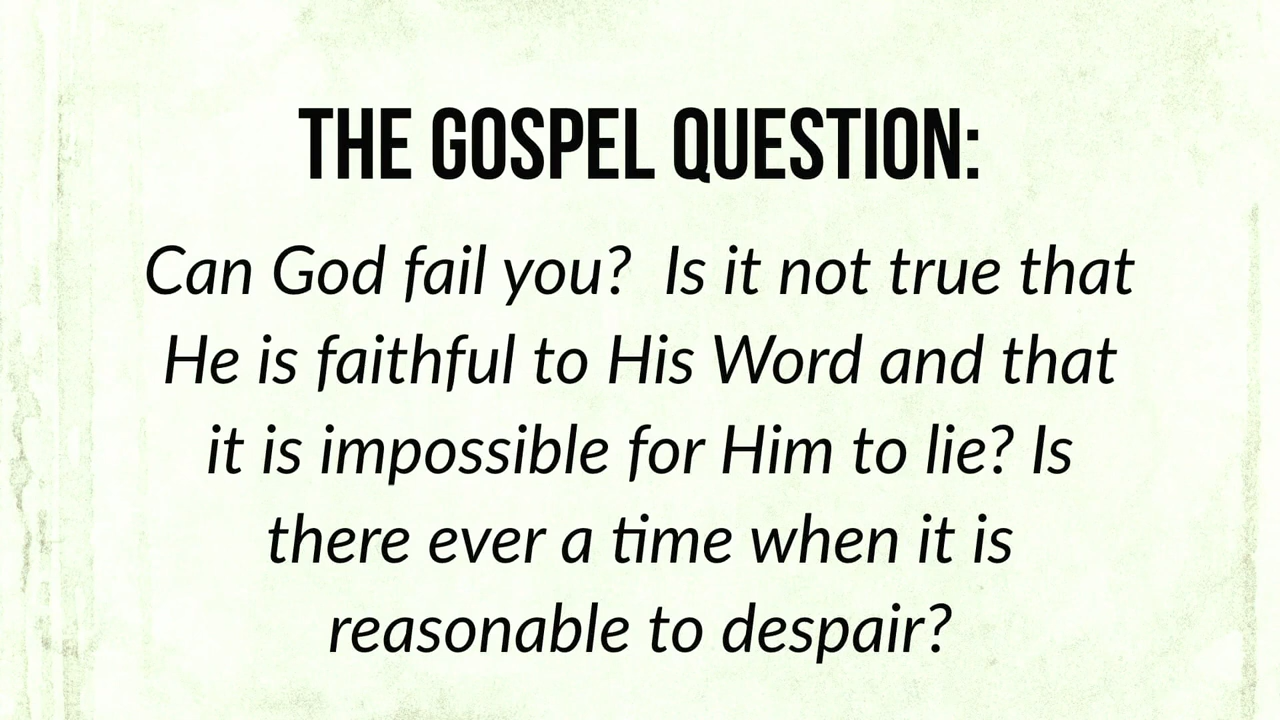 THE GOSPEL QUESTION:
Can God fail you?  Is it not true that
He is faithful to His Word and that
it is impossible for Him to lie? Is
there ever a time when it is
reasonable to despair?